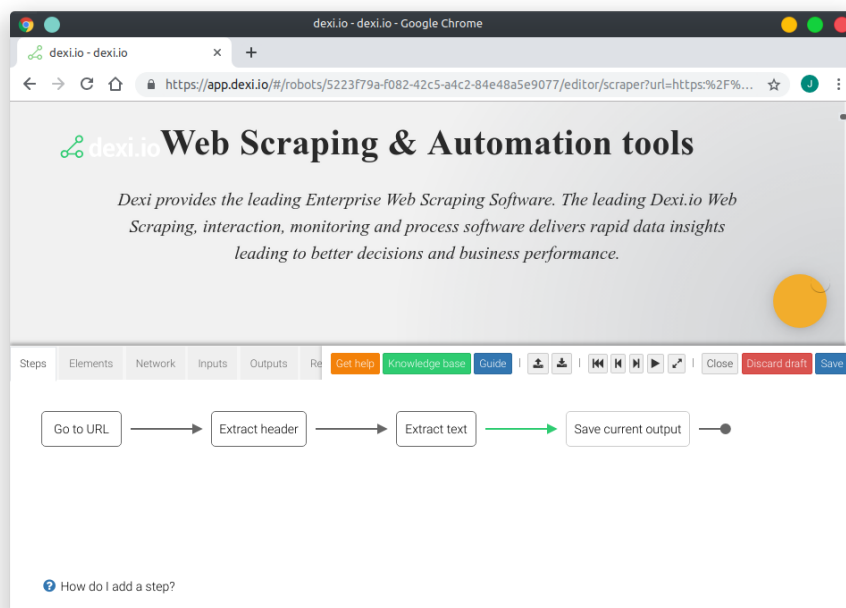 dexi.io - dexi.io - Google Chrome
dexi.io - dexi.io
https://app.dexi.io/#/robots/5223f79a-f082-42c5-a4c2-84e48a5e9077/editor/scraper?url=https:%2F%...
J
dexi.io
Web Scraping & Automation tools
Dexi provides the leading Enterprise Web Scraping Software. The leading Dexi.io Web
Scraping, interaction, monitoring and process software delivers rapid data insights
leading to better decisions and business performance.
Steps Elements Network Inputs Outputs Re Get help Knowledge base Guide Close Discard draft Save
Go to URL Extract header Extract text Save current output
How do I add a step?